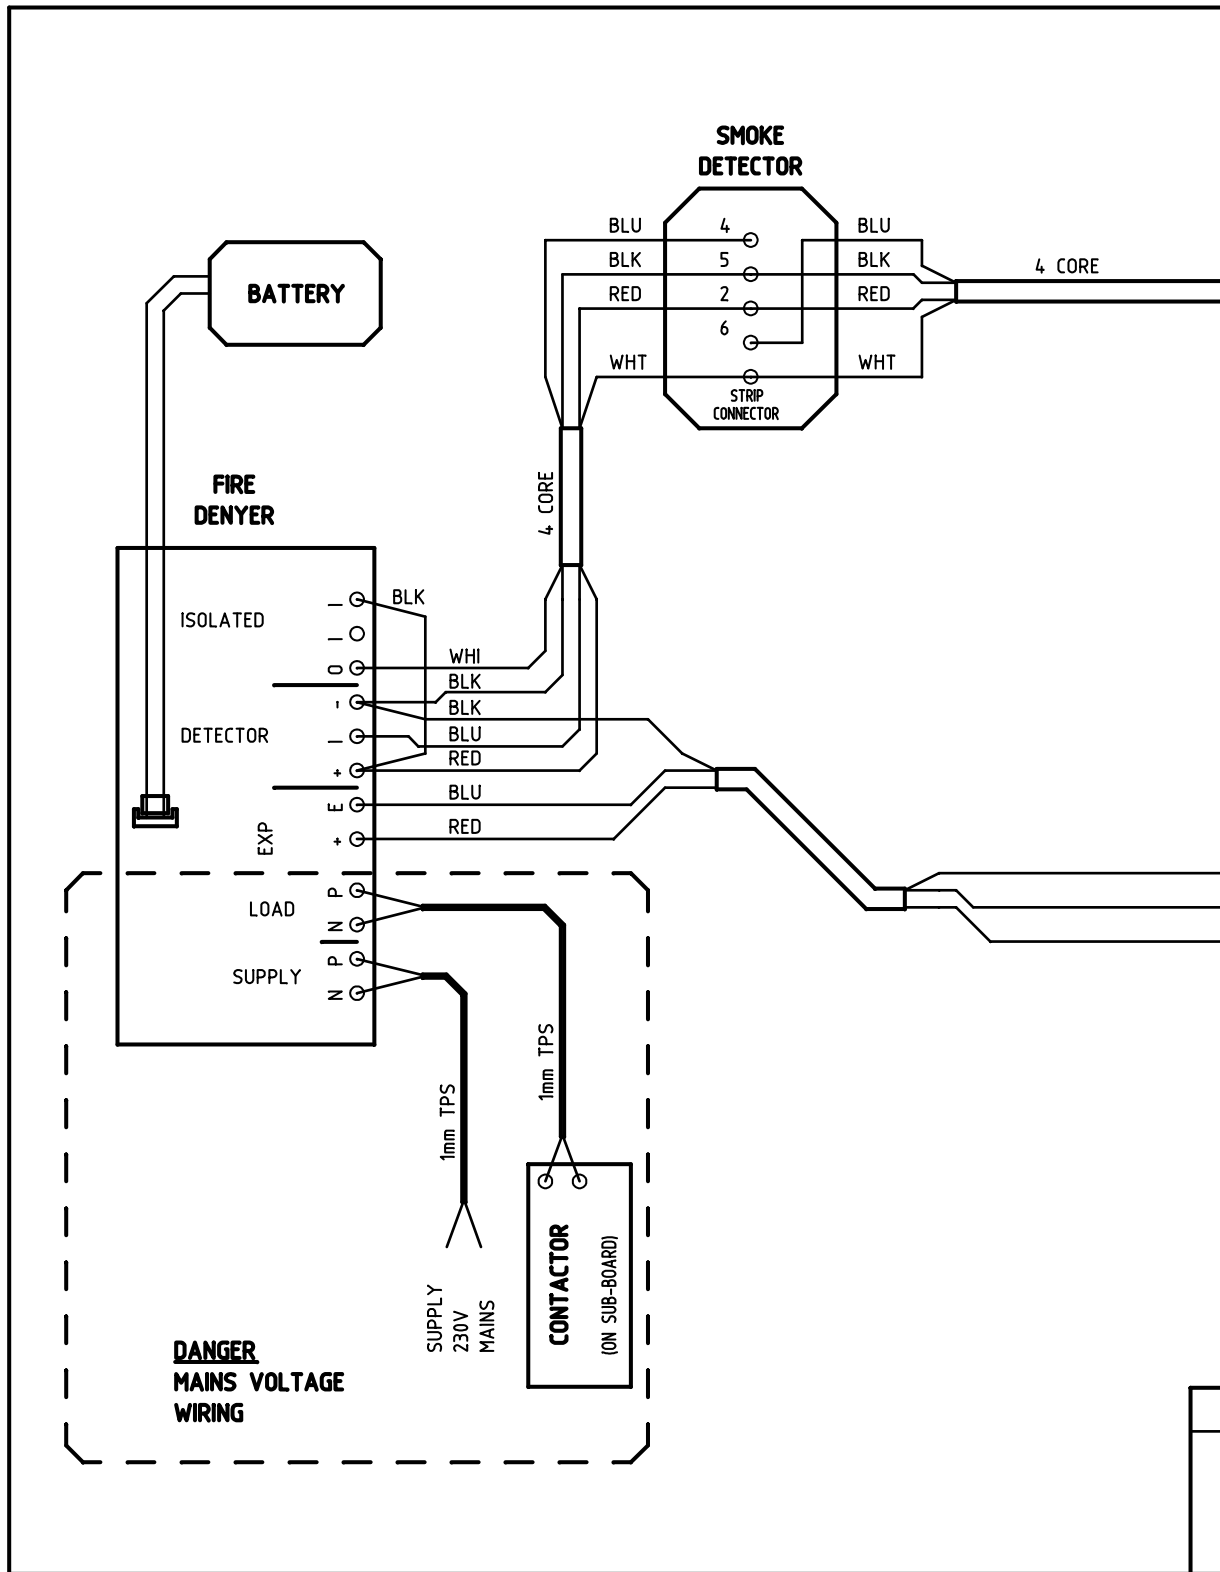 SMOKE
DETECTOR
BLU
4
BLU
BLK
5
BLK
4 CORE
RED
2
RED
6
WHT
WHT
STRIP
CONNECTOR
BATTERY
4 CORE
FIRE
DENYER
ISOLATED
I
BLK
I
O
WHI
BLK
-
BLK
DETECTOR
I
BLU
+
RED
E
BLU
EXP
+
RED
LOAD
P
N
SUPPLY
P
N
1mm TPS
1mm TPS
SUPPLY
230V
MAINS
CONTACTOR
(ON SUB-BOARD)
DANGER
MAINS VOLTAGE
WIRING